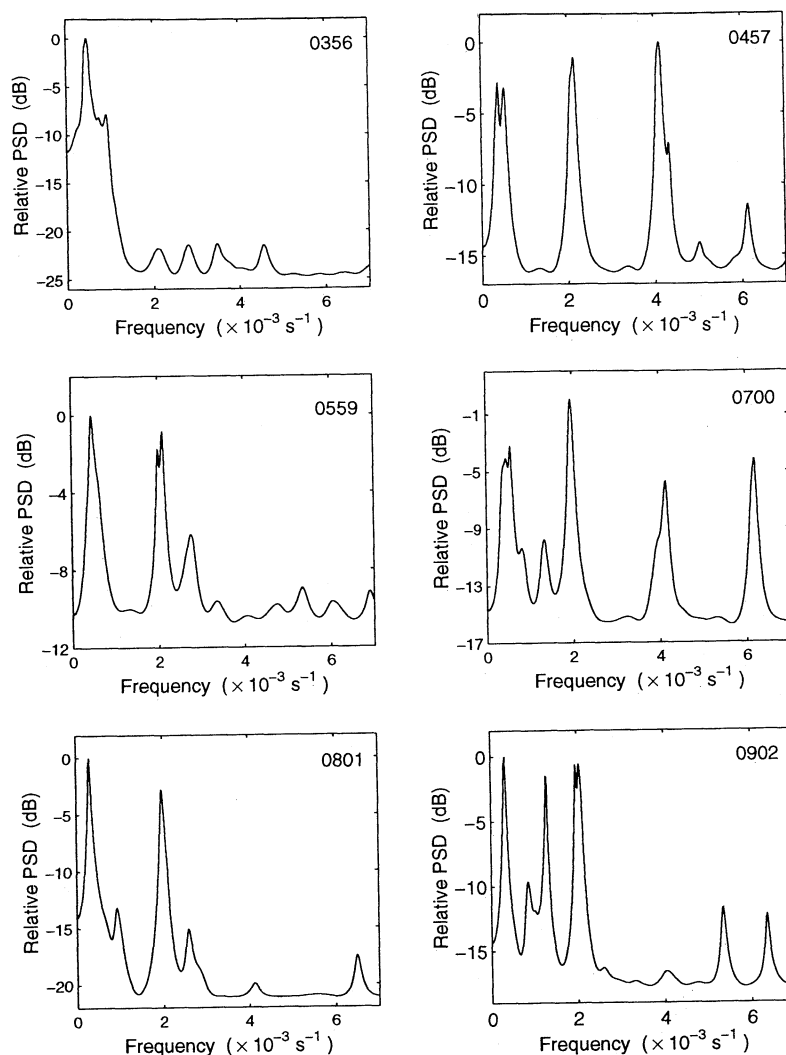 0356
Relative PSD (dB)
0
−5
−10
−15
−20
−25
0 2 4 6
Frequency (× 10⁻³ s⁻¹)
0457
Relative PSD (dB)
0
−5
−10
−15
0 2 4 6
Frequency (× 10⁻³ s⁻¹)
0559
Relative PSD (dB)
0
−4
−8
−12
0 2 4 6
Frequency (× 10⁻³ s⁻¹)
0700
Relative PSD (dB)
−1
−5
−9
−13
−17
0 2 4 6
Frequency (× 10⁻³ s⁻¹)
0801
Relative PSD (dB)
0
−5
−10
−15
−20
0 2 4 6
Frequency (× 10⁻³ s⁻¹)
0902
Relative PSD (dB)
0
−5
−10
−15
0 2 4 6
Frequency (× 10⁻³ s⁻¹)